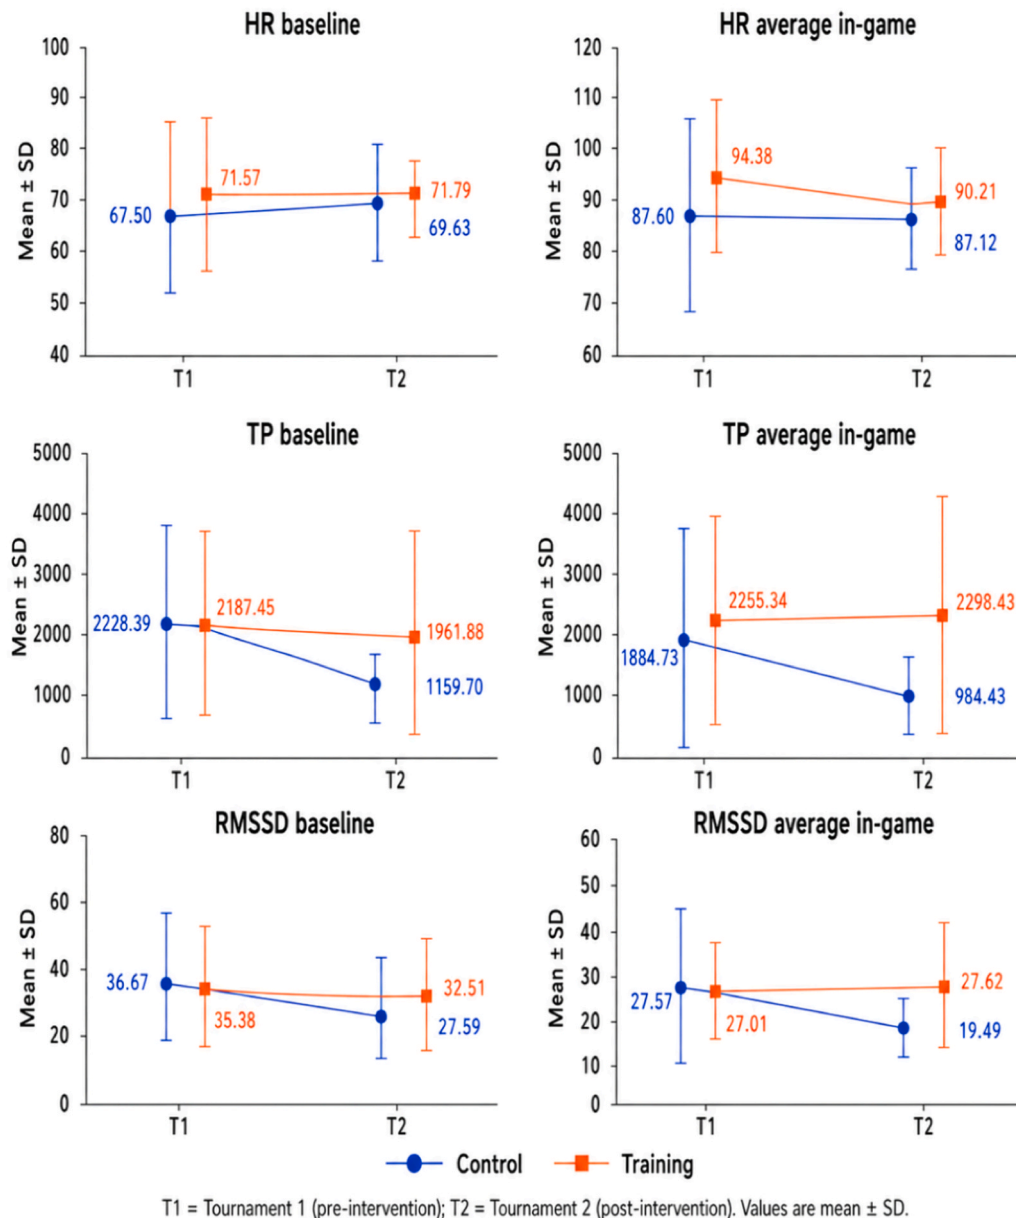 HR baseline
Mean ± SD
100
90
80
70
60
50
40
67.50
71.57
71.79
69.63
T1
T2
HR average in-game
Mean ± SD
120
110
100
90
80
70
60
87.60
94.38
90.21
87.12
T1
T2
TP baseline
Mean ± SD
5000
4000
3000
2000
1000
0
2228.39
2187.45
1961.88
1159.70
T1
T2
TP average in-game
Mean ± SD
5000
4000
3000
2000
1000
0
1884.73
2255.34
2298.43
984.43
T1
T2
RMSSD baseline
Mean ± SD
80
60
40
20
0
36.67
35.38
32.51
27.59
T1
T2
RMSSD average in-game
Mean ± SD
60
50
40
30
20
10
0
27.57
27.01
27.62
19.49
T1
T2
Control
Training
T1 = Tournament 1 (pre-intervention); T2 = Tournament 2 (post-intervention). Values are mean ± SD.